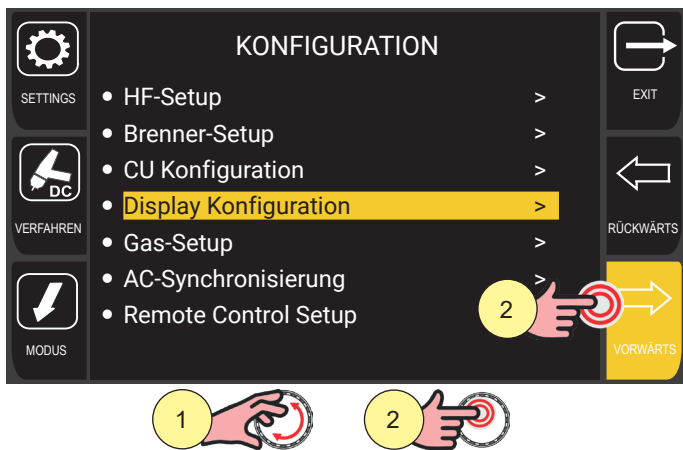 KONFIGURATION
SETTINGS
EXIT
HF-Setup >
Brenner-Setup >
CU Konfiguration >
DC
Display Konfiguration >
VERFAHREN
RÜCKWÄRTS
Gas-Setup >
AC-Synchronisierung >
Remote Control Setup
2
MODUS
VORWÄRTS
1
2